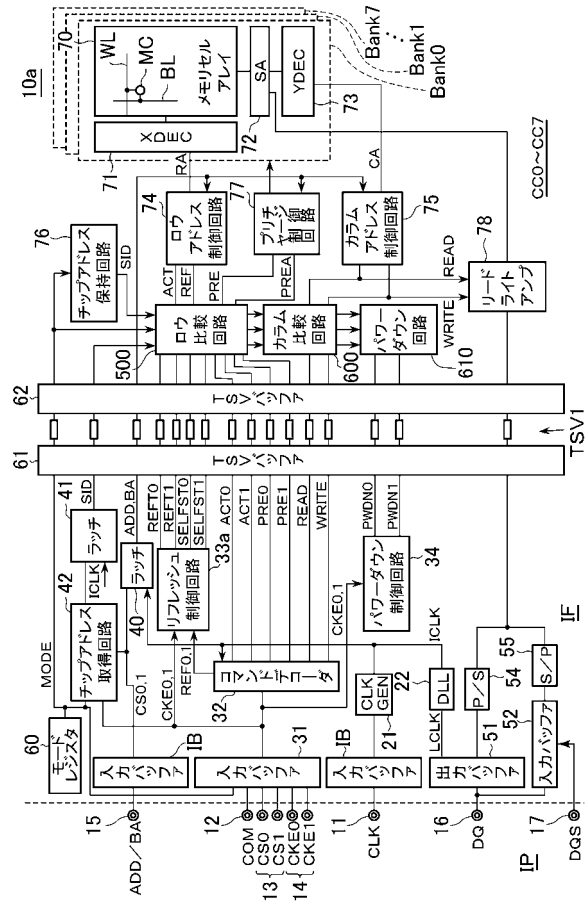 10a
70
WL
MC
BL
メモリセル
アレイ
71
XDEC
72
SA
YDEC
73
Bank7
Bank1
Bank0
RA
CA
76
チップアドレス
保持回路
SID
74
ロウ
アドレス
制御回路
77
プリチ
ャージ
制御
回路
カラム
アドレス
制御回路
75
ACT
REF
PRE
PREA
READ
WRITE
CC0~CC7
78
リード
ライト
アンプ
500
ロウ
比較
回路
カラム
比較
回路
600
パワー
ダウン
回路
610
62
TSVバッファ
TSV1
61
TSVバッファ
MODE
42
41
SID
ラッチ
ICLK
チップアドレス
取得回路
ADD,BA
ラッチ
40
REFT0
REFT1
SELFST0
SELFST1
リフレッシュ
制御回路
33a
ACT0
ACT1
PRE0
PRE1
READ
WRITE
CKE0,1
PWDN0
PWDN1
パワーダウン
制御回路
34
CS0,1
CKE0,1
REF0,1
コマンドデコーダ
32
ICLK
60
モード
レジスタ
IB
入力バッファ
入力バッファ
31
IB
入力バッファ
CLK
GEN
21
LCLK
DLL
22
出力バッファ
51
P/S
54
入力バッファ
52
S/P
55
IF
15
ADD/BA
12
COM
13
CS0
CS1
14
CKE0
CKE1
11
CLK
16
DQ
17
DQS
IP